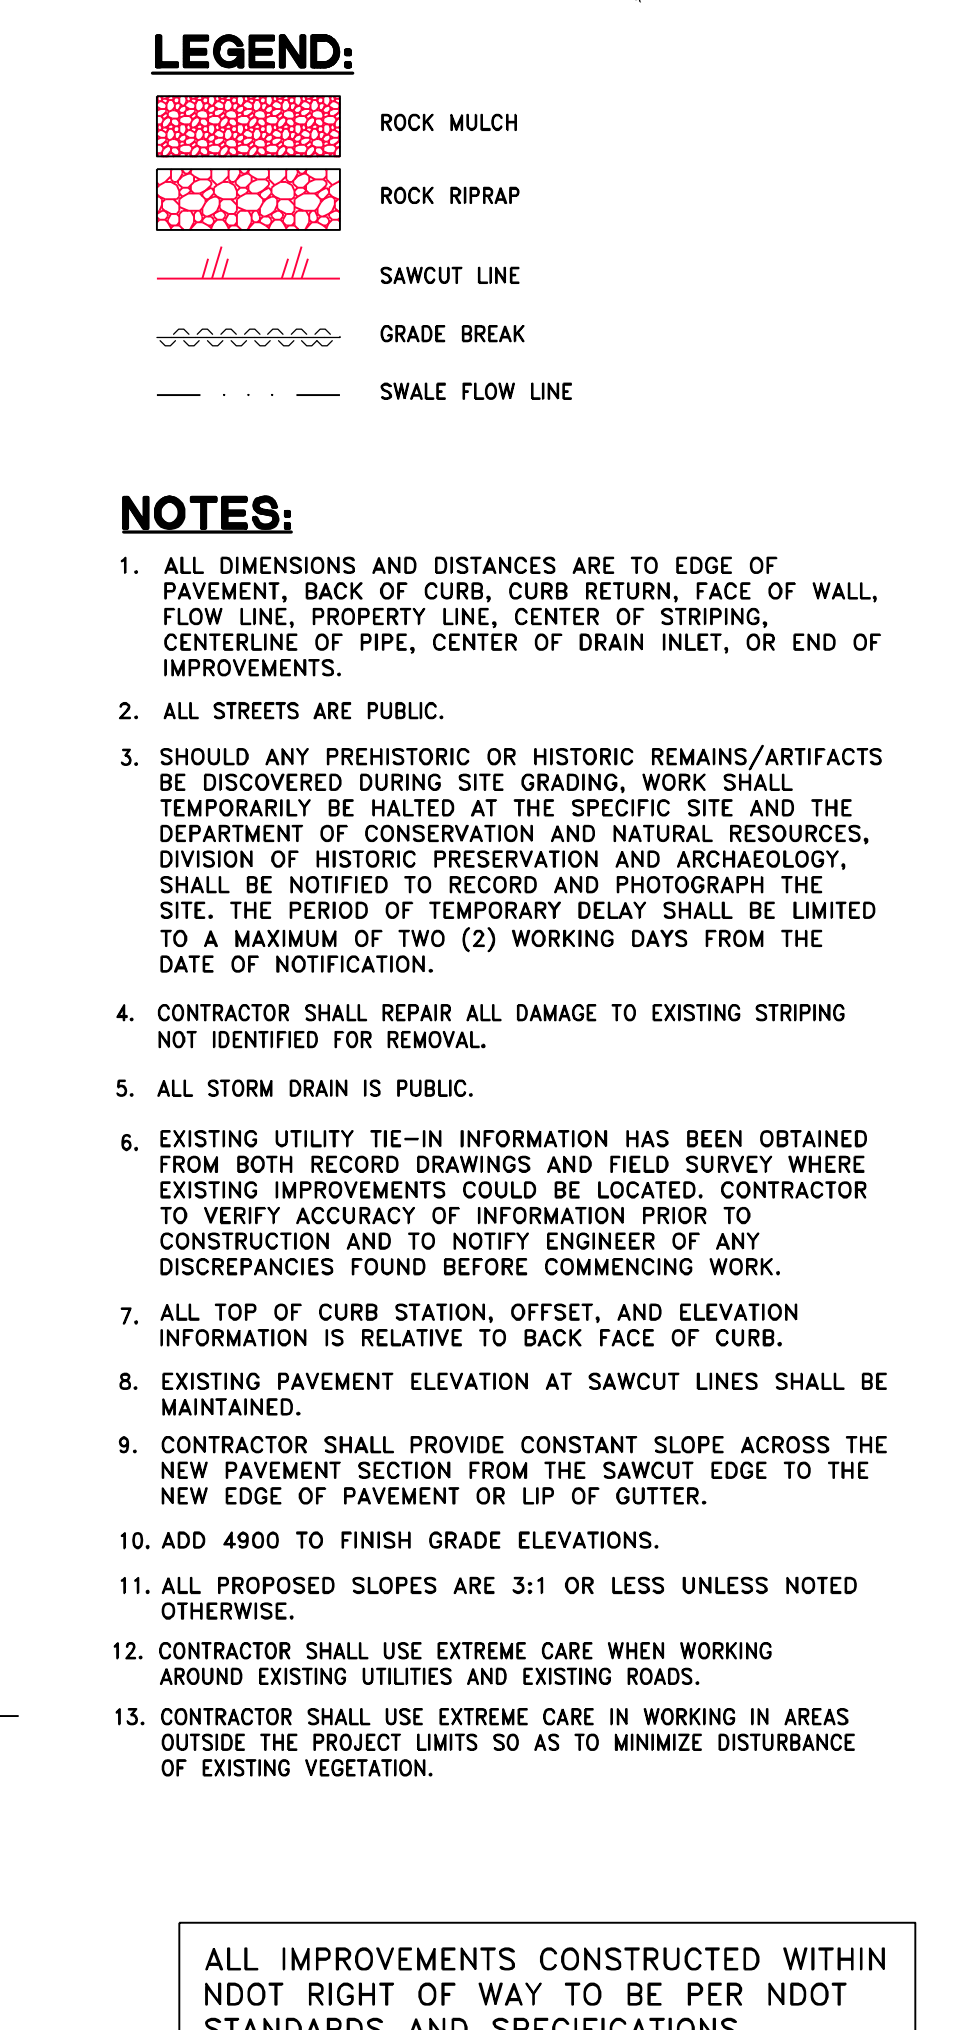 LEGEND:
ROCK MULCH
ROCK RIPRAP
SAWCUT LINE
GRADE BREAK
SWALE FLOW LINE
NOTES:
1. ALL DIMENSIONS AND DISTANCES ARE TO EDGE OF
PAVEMENT, BACK OF CURB, CURB RETURN, FACE OF WALL,
FLOW LINE, PROPERTY LINE, CENTER OF STRIPING,
CENTERLINE OF PIPE, CENTER OF DRAIN INLET, OR END OF
IMPROVEMENTS.
2. ALL STREETS ARE PUBLIC.
3. SHOULD ANY PREHISTORIC OR HISTORIC REMAINS/ARTIFACTS
BE DISCOVERED DURING SITE GRADING, WORK SHALL
TEMPORARILY BE HALTED AT THE SPECIFIC SITE AND THE
DEPARTMENT OF CONSERVATION AND NATURAL RESOURCES,
DIVISION OF HISTORIC PRESERVATION AND ARCHAEOLOGY,
SHALL BE NOTIFIED TO RECORD AND PHOTOGRAPH THE
SITE. THE PERIOD OF TEMPORARY DELAY SHALL BE LIMITED
TO A MAXIMUM OF TWO (2) WORKING DAYS FROM THE
DATE OF NOTIFICATION.
4. CONTRACTOR SHALL REPAIR ALL DAMAGE TO EXISTING STRIPING
NOT IDENTIFIED FOR REMOVAL.
5. ALL STORM DRAIN IS PUBLIC.
6. EXISTING UTILITY TIE-IN INFORMATION HAS BEEN OBTAINED
FROM BOTH RECORD DRAWINGS AND FIELD SURVEY WHERE
EXISTING IMPROVEMENTS COULD BE LOCATED. CONTRACTOR
TO VERIFY ACCURACY OF INFORMATION PRIOR TO
CONSTRUCTION AND TO NOTIFY ENGINEER OF ANY
DISCREPANCIES FOUND BEFORE COMMENCING WORK.
7. ALL TOP OF CURB STATION, OFFSET, AND ELEVATION
INFORMATION IS RELATIVE TO BACK FACE OF CURB.
8. EXISTING PAVEMENT ELEVATION AT SAWCUT LINES SHALL BE
MAINTAINED.
9. CONTRACTOR SHALL PROVIDE CONSTANT SLOPE ACROSS THE
NEW PAVEMENT SECTION FROM THE SAWCUT EDGE TO THE
NEW EDGE OF PAVEMENT OR LIP OF GUTTER.
10. ADD 4900 TO FINISH GRADE ELEVATIONS.
11. ALL PROPOSED SLOPES ARE 3:1 OR LESS UNLESS NOTED
OTHERWISE.
12. CONTRACTOR SHALL USE EXTREME CARE WHEN WORKING
AROUND EXISTING UTILITIES AND EXISTING ROADS.
13. CONTRACTOR SHALL USE EXTREME CARE IN WORKING IN AREAS
OUTSIDE THE PROJECT LIMITS SO AS TO MINIMIZE DISTURBANCE
OF EXISTING VEGETATION.
ALL IMPROVEMENTS CONSTRUCTED WITHIN
NDOT RIGHT OF WAY TO BE PER NDOT
STANDARDS AND SPECIFICATIONS